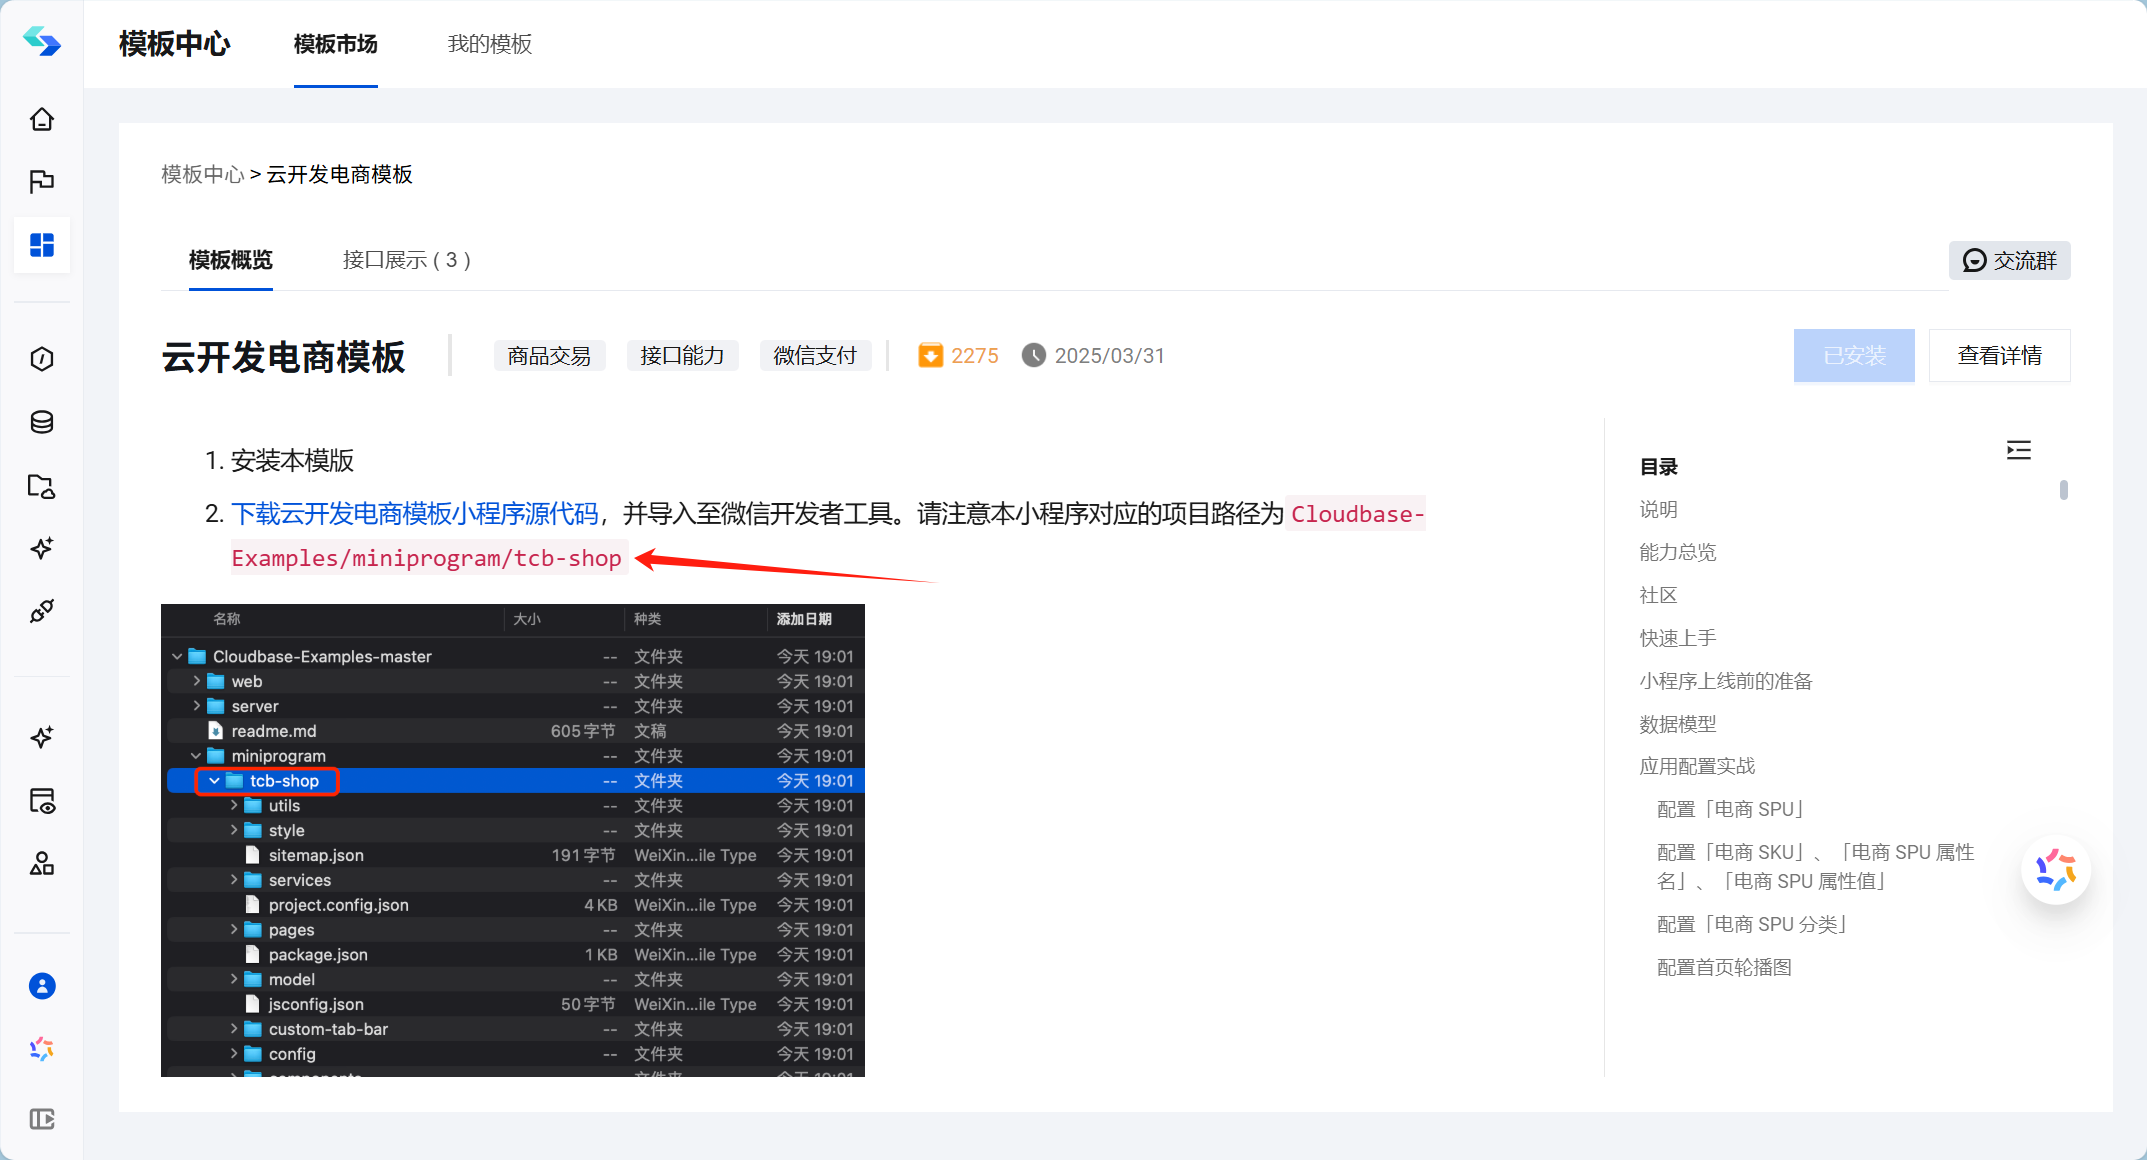 模板中心
模板市场
我的模板
模板中心 > 云开发电商模板
模板概览
接口展示 ( 3 )
交流群
云开发电商模板
商品交易
接口能力
微信支付
2275
2025/03/31
已安装
查看详情
1. 安装本模版
2. 下载云开发电商模板小程序源代码，并导入至微信开发者工具。请注意本小程序对应的项目路径为 Cloudbase-
Examples/miniprogram/tcb-shop
名称 大小 种类 添加日期
Cloudbase-Examples-master -- 文件夹 今天 19:01
web -- 文件夹 今天 19:01
server -- 文件夹 今天 19:01
readme.md 605 字节 文稿 今天 19:01
miniprogram -- 文件夹 今天 19:01
tcb-shop -- 文件夹 今天 19:01
utils -- 文件夹 今天 19:01
style -- 文件夹 今天 19:01
sitemap.json 191 字节 WeiXin...ile Type 今天 19:01
services -- 文件夹 今天 19:01
project.config.json 4 KB WeiXin...ile Type 今天 19:01
pages -- 文件夹 今天 19:01
package.json 1 KB WeiXin...ile Type 今天 19:01
model -- 文件夹 今天 19:01
jsconfig.json 50 字节 WeiXin...ile Type 今天 19:01
custom-tab-bar -- 文件夹 今天 19:01
config -- 文件夹 今天 19:01
目录
说明
能力总览
社区
快速上手
小程序上线前的准备
数据模型
应用配置实战
配置「电商 SPU」
配置「电商 SKU」、「电商 SPU 属性
名」、「电商 SPU 属性值」
配置「电商 SPU 分类」
配置首页轮播图